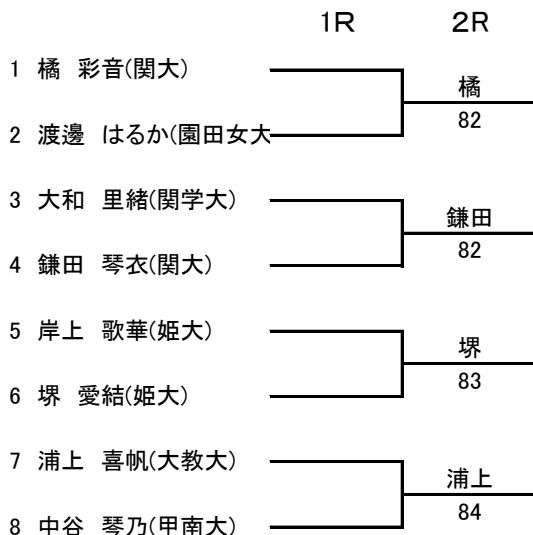 1R 2R
1 橘 彩音(関大)
橘
82
2 渡邊 はるか(園田女大
3 大和 里緒(関学大)
鎌田
82
4 鎌田 琴衣(関大)
5 岸上 歌華(姫大)
堺
83
6 堺 愛結(姫大)
7 浦上 喜帆(大教大)
浦上
84
8 中谷 琴乃(甲南大)